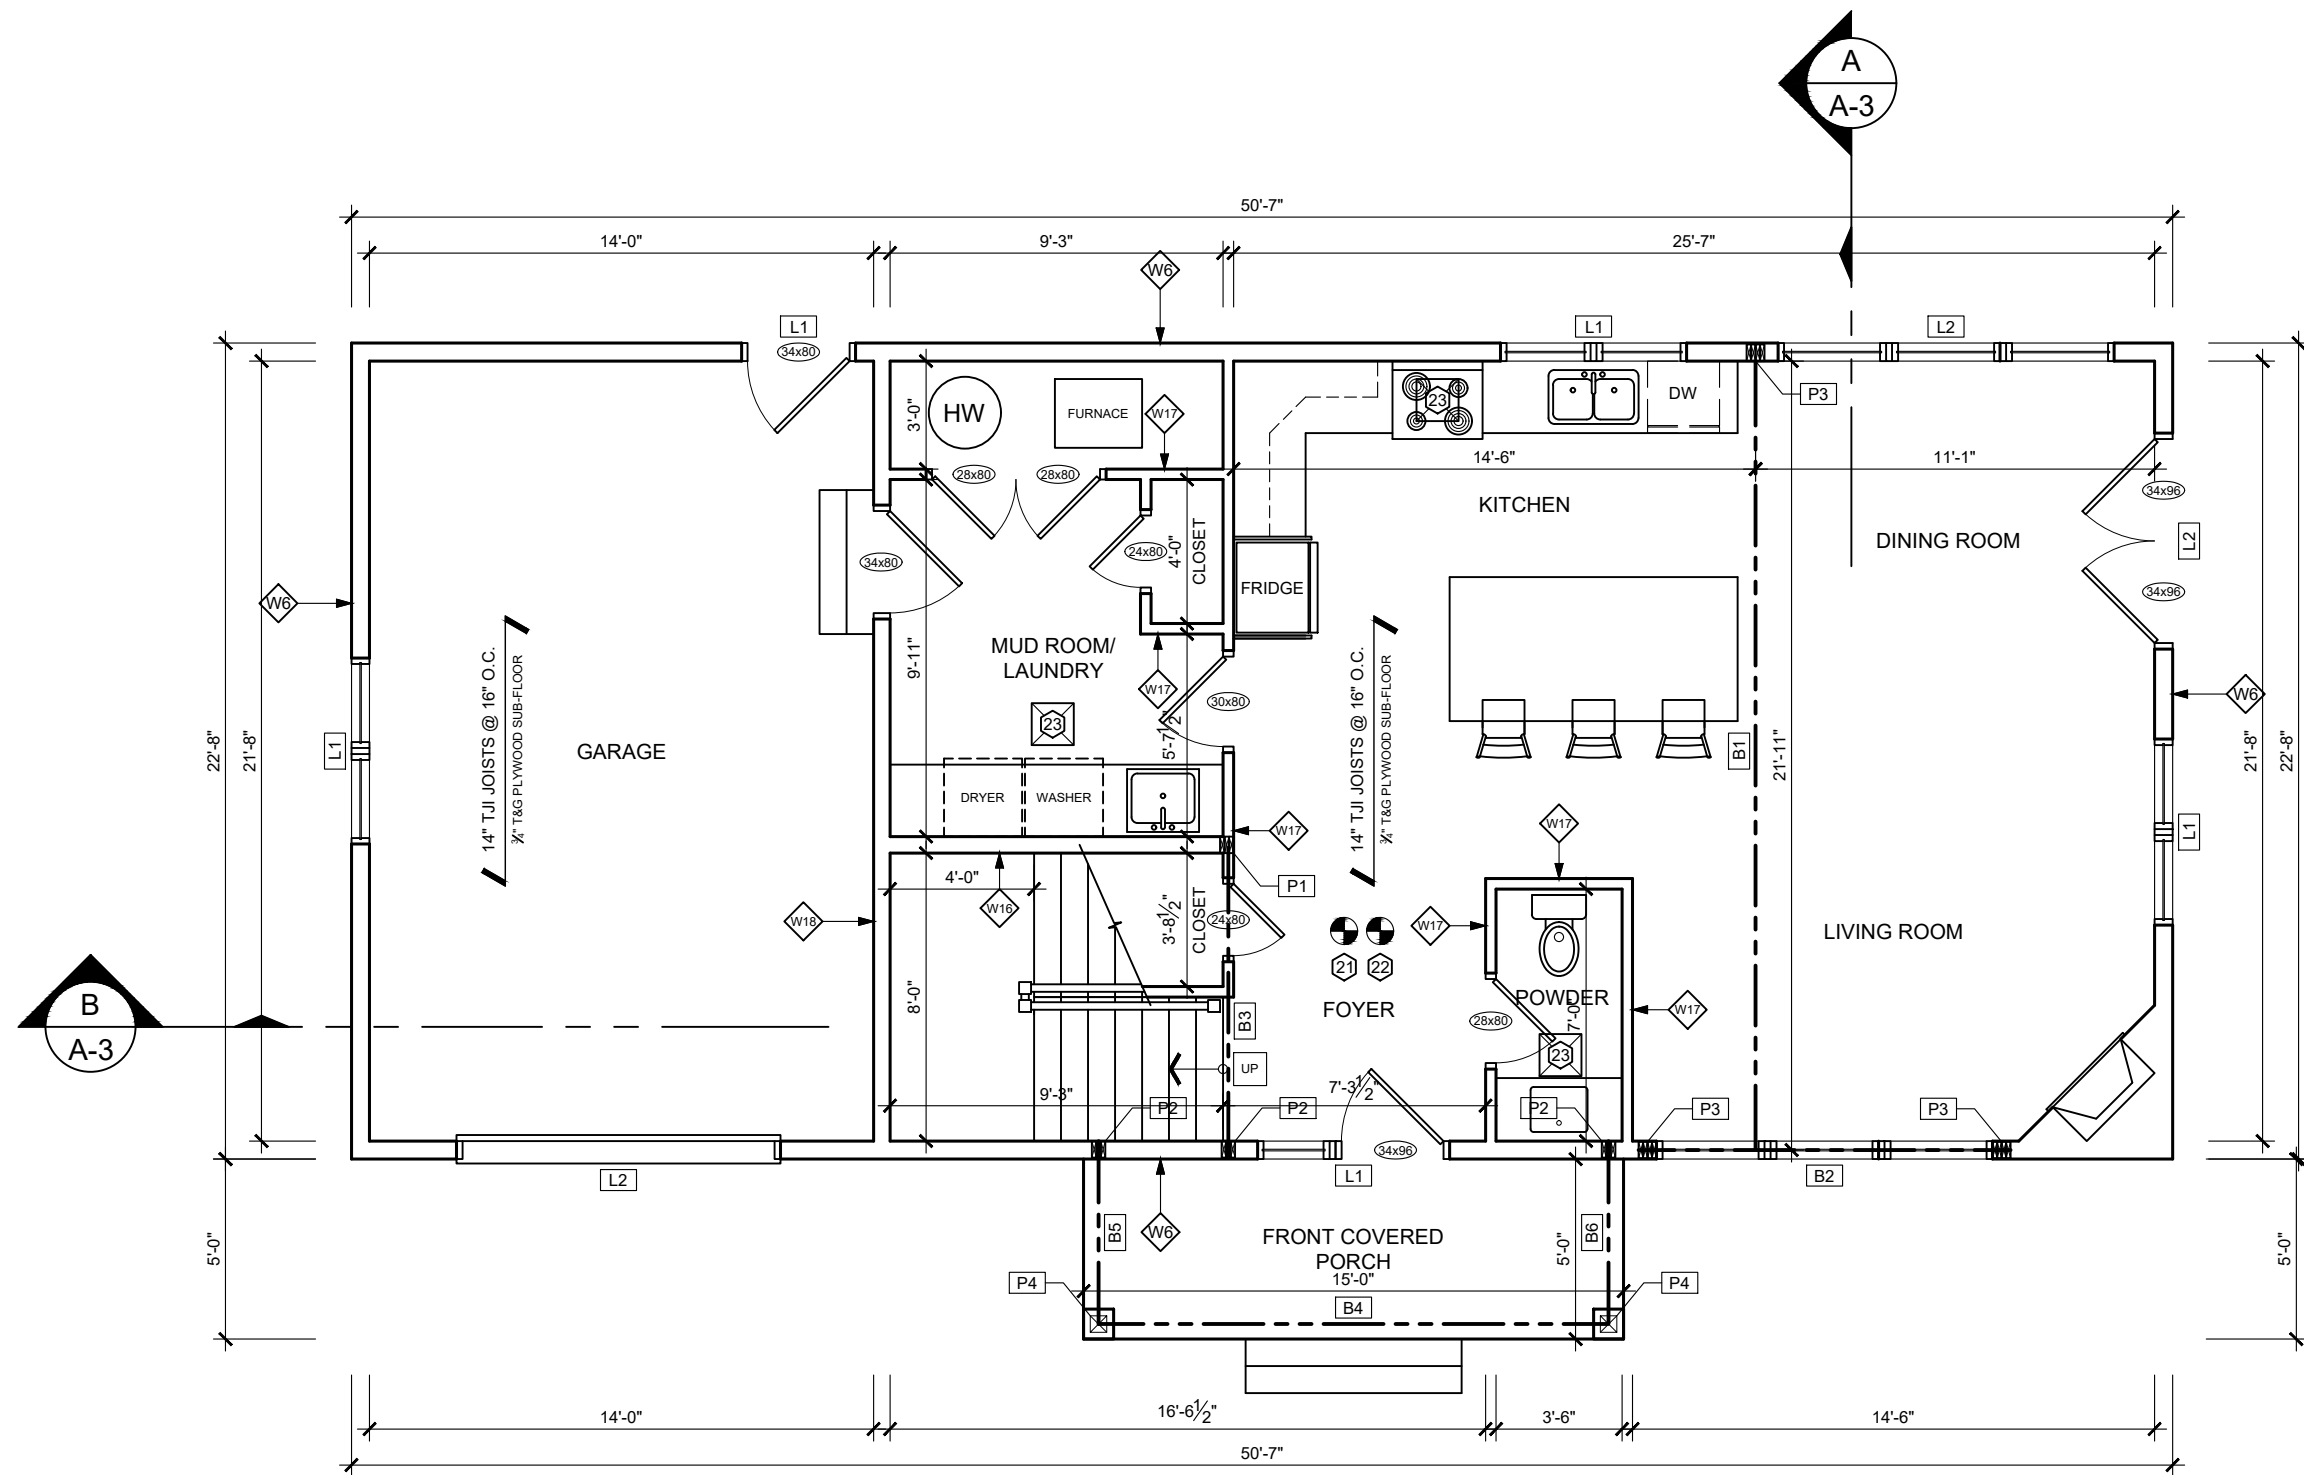 A
A-3
50'-7"
14'-0"
9'-3"
25'-7"
W6
L1
34x80
L1
L2
P3
HW
FURNACE
W17
23
DW
3'-0"
28x80
28x80
14'-6"
11'-1"
KITCHEN
34x96
DINING ROOM
L2
24x80
4'-0"
CLOSET
34x80
FRIDGE
34x96
W6
MUD ROOM/
LAUNDRY
9'-11"
W17
30x80
W6
14" TJI JOISTS @ 16" O.C.
¾" T&G PLYWOOD SUB-FLOOR
14" TJI JOISTS @ 16" O.C.
¾" T&G PLYWOOD SUB-FLOOR
23
5'-7½"
22'-8"
21'-8"
L1
GARAGE
B1
21'-11"
21'-8"
22'-8"
DRYER
WASHER
W17
W17
L1
4'-0"
P1
W16
W18
3'-8½"
CLOSET
24x80
W17
LIVING ROOM
21
22
POWDER
8'-0"
FOYER
7'-0"
W17
B
A-3
B3
28x80
23
UP
9'-3"
7'-3½"
P2
P2
P2
P3
P3
34x96
L2
L1
B2
5'-0"
B5
W6
FRONT COVERED
PORCH
B6
5'-0"
5'-0"
P4
15'-0"
P4
B4
14'-0"
16'-6½"
3'-6"
14'-6"
50'-7"